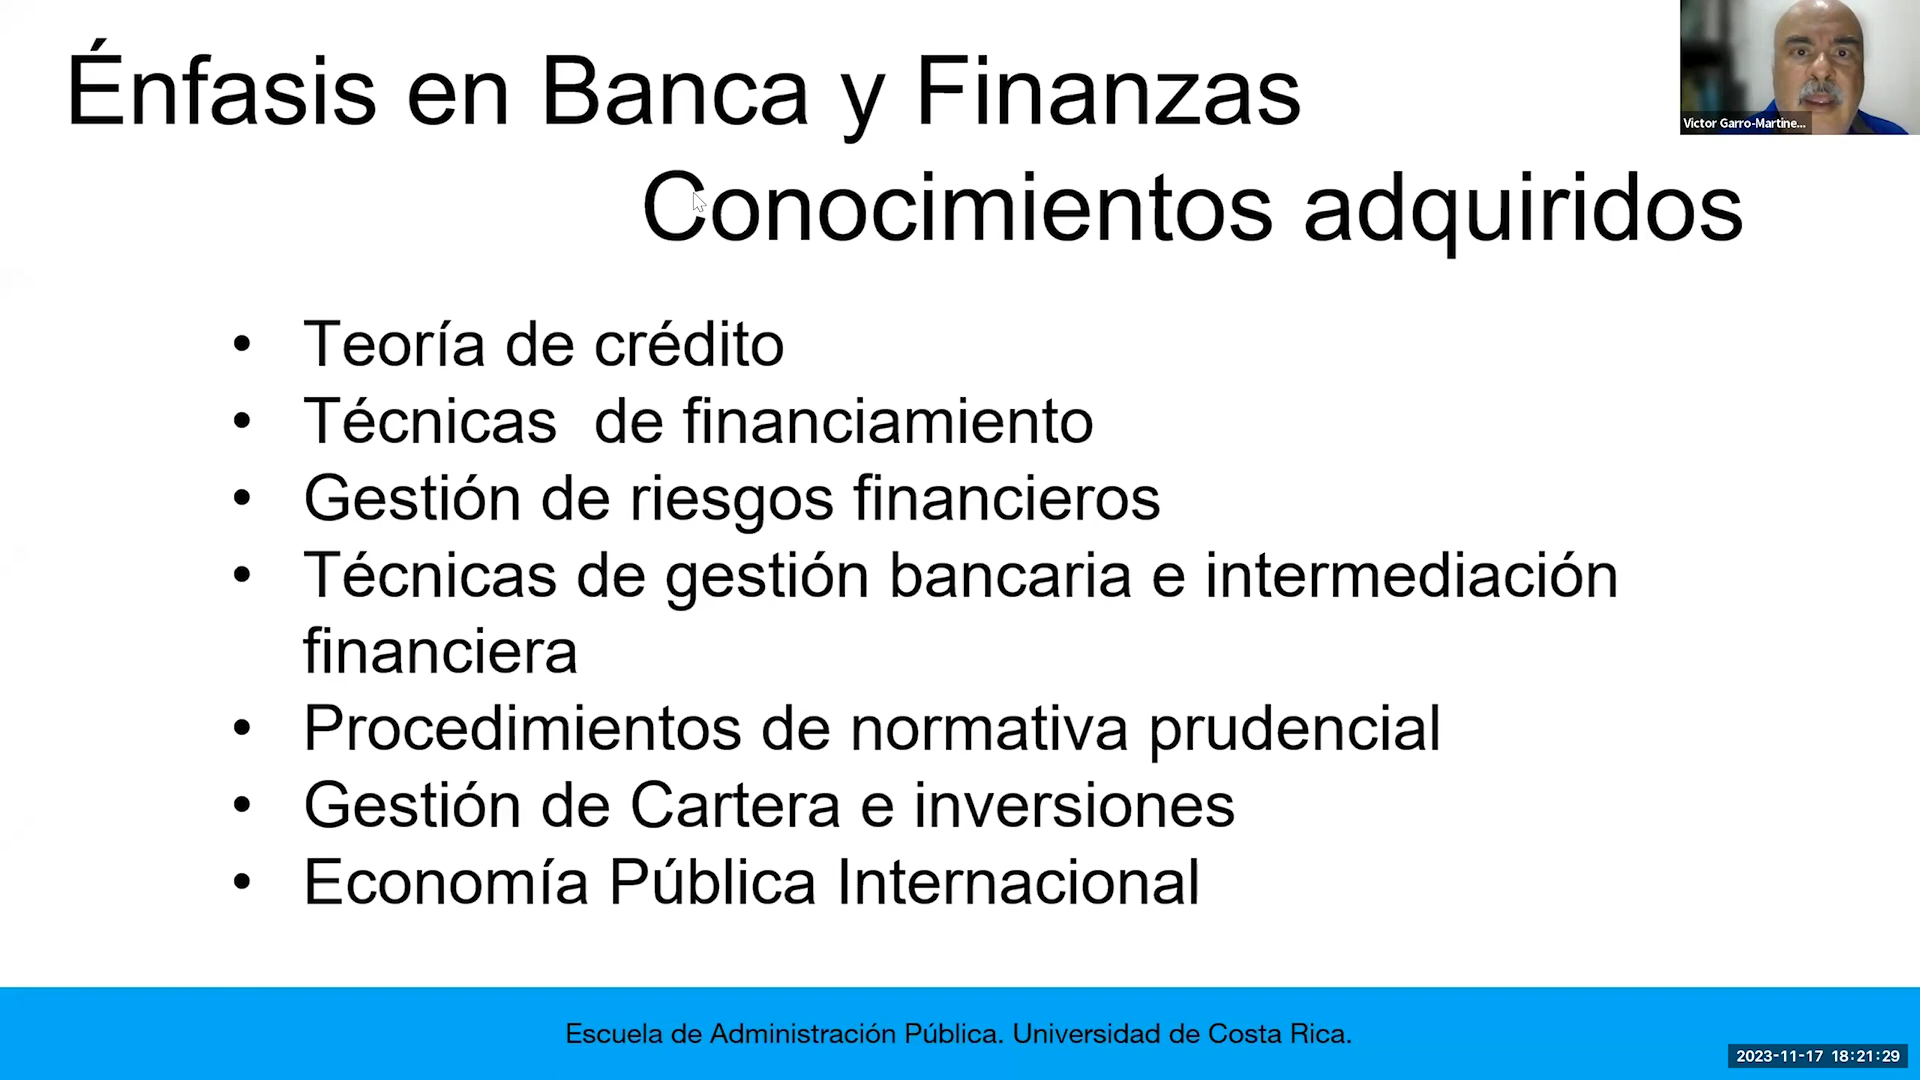 Énfasis en Banca y Finanzas
Conocimientos adquiridos
Victor Garro-Martíne...
• Teoría de crédito
• Técnicas  de financiamiento
• Gestión de riesgos financieros
• Técnicas de gestión bancaria e intermediación
financiera
• Procedimientos de normativa prudencial
• Gestión de Cartera e inversiones
• Economía Pública Internacional
Escuela de Administración Pública. Universidad de Costa Rica.
2023-11-17 18:21:29